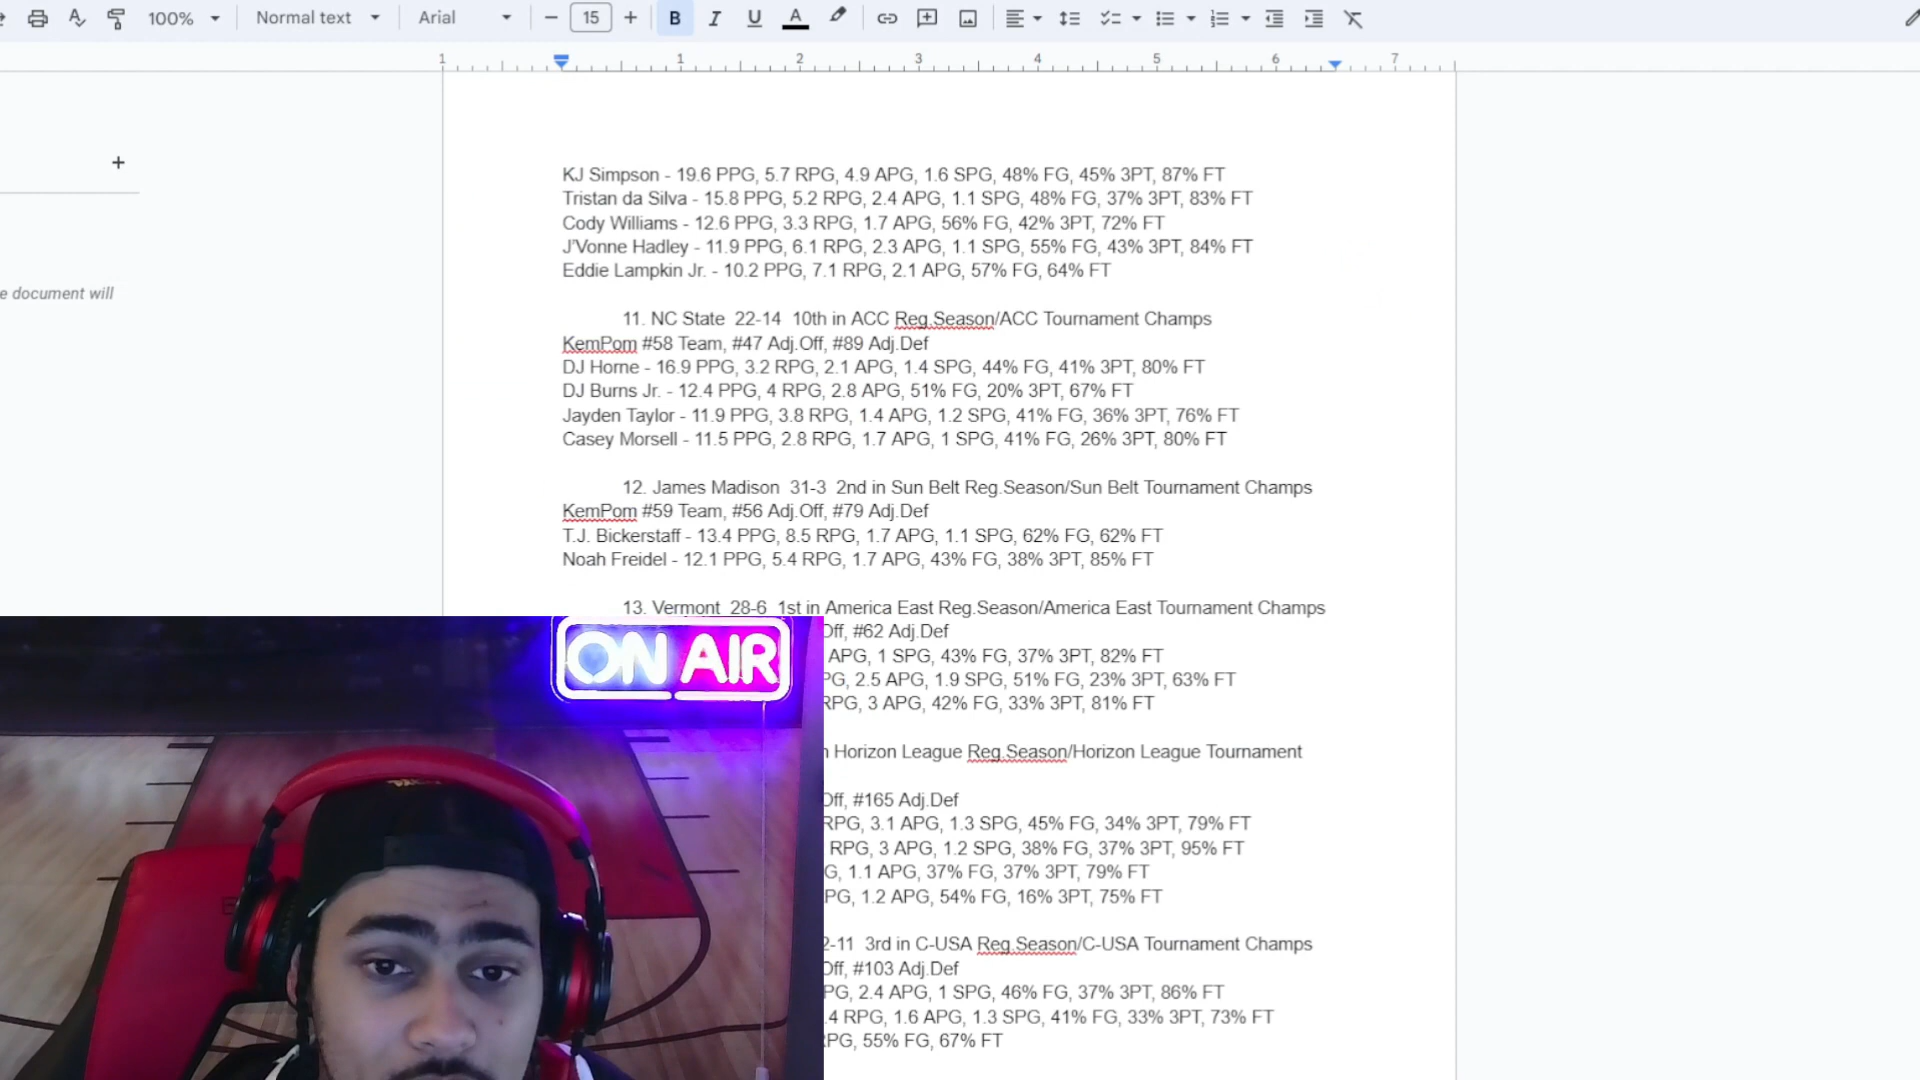 100%
Normal text
Arial
15
B
I
U
A
1 1 2 3 4 5 6 7
e document will
KJ Simpson - 19.6 PPG, 5.7 RPG, 4.9 APG, 1.6 SPG, 48% FG, 45% 3PT, 87% FT
Tristan da Silva - 15.8 PPG, 5.2 RPG, 2.4 APG, 1.1 SPG, 48% FG, 37% 3PT, 83% FT
Cody Williams - 12.6 PPG, 3.3 RPG, 1.7 APG, 56% FG, 42% 3PT, 72% FT
J'Vonne Hadley - 11.9 PPG, 6.1 RPG, 2.3 APG, 1.1 SPG, 55% FG, 43% 3PT, 84% FT
Eddie Lampkin Jr. - 10.2 PPG, 7.1 RPG, 2.1 APG, 57% FG, 64% FT
11. NC State 22-14 10th in ACC Reg.Season/ACC Tournament Champs
KemPom #58 Team, #47 Adj.Off, #89 Adj.Def
DJ Horne - 16.9 PPG, 3.2 RPG, 2.1 APG, 1.4 SPG, 44% FG, 41% 3PT, 80% FT
DJ Burns Jr. - 12.4 PPG, 4 RPG, 2.8 APG, 51% FG, 20% 3PT, 67% FT
Jayden Taylor - 11.9 PPG, 3.8 RPG, 1.4 APG, 1.2 SPG, 41% FG, 36% 3PT, 76% FT
Casey Morsell - 11.5 PPG, 2.8 RPG, 1.7 APG, 1 SPG, 41% FG, 26% 3PT, 80% FT
12. James Madison 31-3 2nd in Sun Belt Reg.Season/Sun Belt Tournament Champs
KemPom #59 Team, #56 Adj.Off, #79 Adj.Def
T.J. Bickerstaff - 13.4 PPG, 8.5 RPG, 1.7 APG, 1.1 SPG, 62% FG, 62% FT
Noah Freidel - 12.1 PPG, 5.4 RPG, 1.7 APG, 43% FG, 38% 3PT, 85% FT
13. Vermont 28-6 1st in America East Reg.Season/America East Tournament Champs
Off, #62 Adj.Def
APG, 1 SPG, 43% FG, 37% 3PT, 82% FT
PG, 2.5 APG, 1.9 SPG, 51% FG, 23% 3PT, 63% FT
RPG, 3 APG, 42% FG, 33% 3PT, 81% FT
n Horizon League Reg.Season/Horizon League Tournament
Off, #165 Adj.Def
RPG, 3.1 APG, 1.3 SPG, 45% FG, 34% 3PT, 79% FT
RPG, 3 APG, 1.2 SPG, 38% FG, 37% 3PT, 95% FT
G, 1.1 APG, 37% FG, 37% 3PT, 79% FT
PG, 1.2 APG, 54% FG, 16% 3PT, 75% FT
2-11 3rd in C-USA Reg.Season/C-USA Tournament Champs
Off, #103 Adj.Def
PG, 2.4 APG, 1 SPG, 46% FG, 37% 3PT, 86% FT
.4 RPG, 1.6 APG, 1.3 SPG, 41% FG, 33% 3PT, 73% FT
RPG, 55% FG, 67% FT
ON AIR